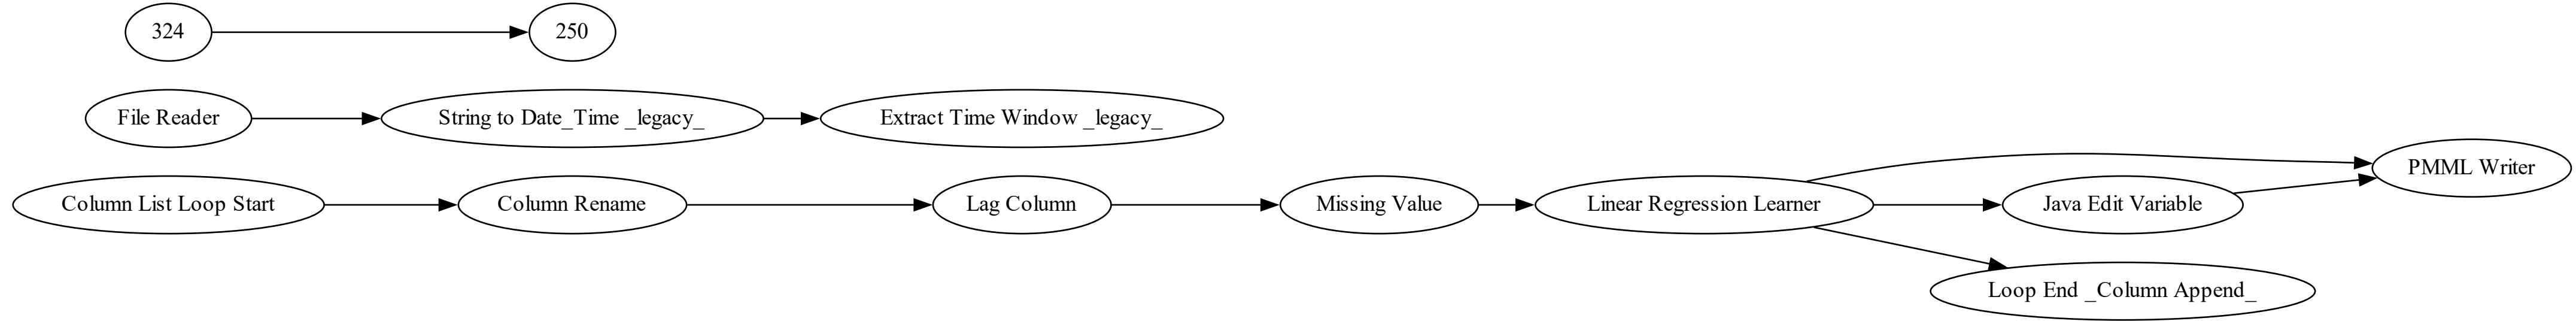 324
250
File Reader
String to Date_Time _legacy_
Extract Time Window _legacy_
PMML Writer
Column List Loop Start
Column Rename
Lag Column
Missing Value
Linear Regression Learner
Java Edit Variable
Loop End _Column Append_